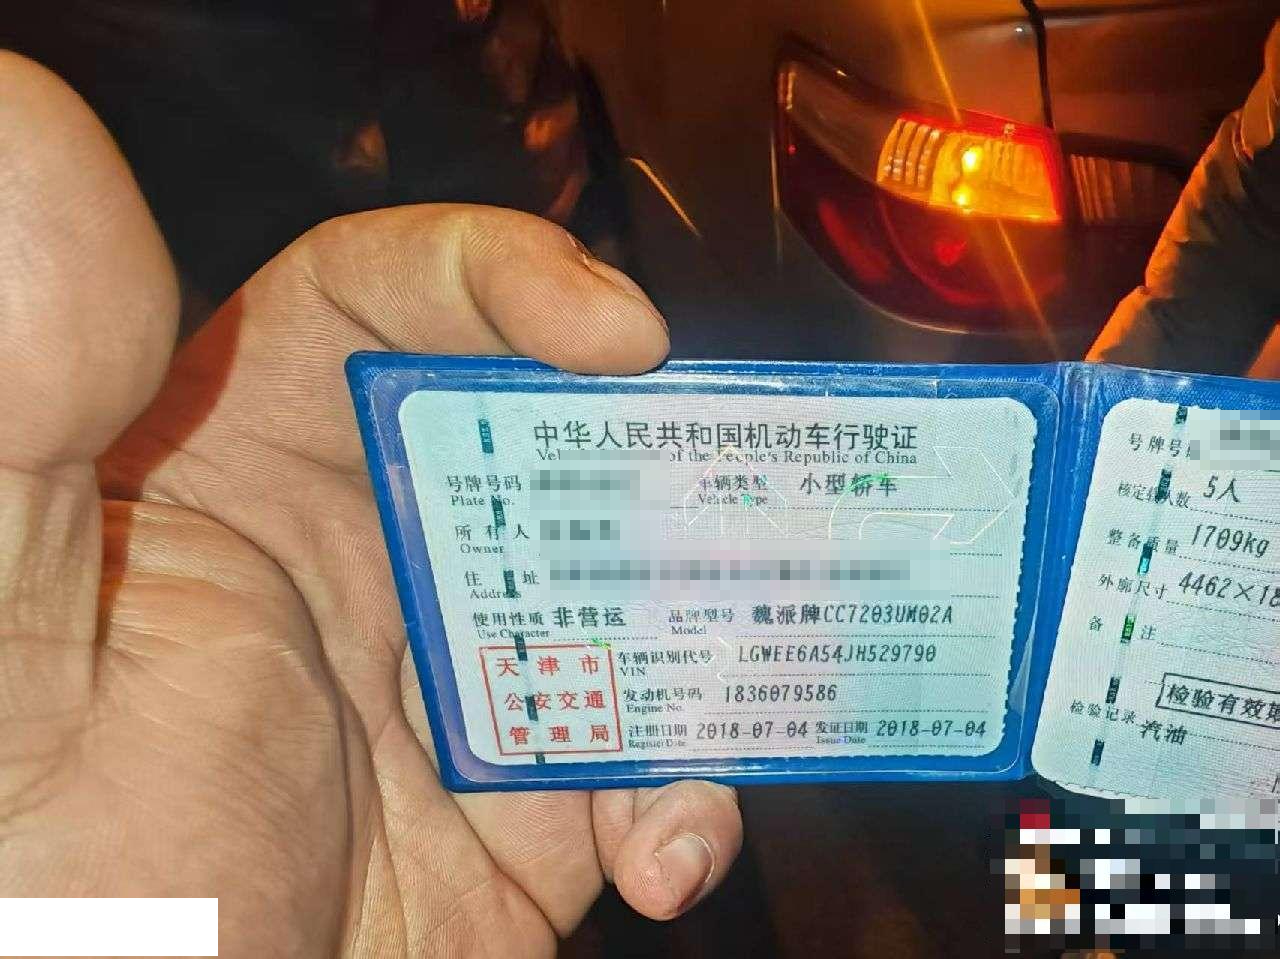 中华人民共和国机动车行驶证
of the People's Republic of China
号牌号码 车辆类型 小型轿车
Plate No. Vehicle Type
所有人
Owner
住址
Address
使用性质 非营运 品牌型号 魏派牌CC7203UM02A
Use Character Model
天津市
公安交通
管理局
车辆识别代号 LGWEE6A54JH529790
VIN
发动机号码 1836079586
Engine No.
注册日期 2018-07-04 发证日期 2018-07-04
Register Date Issue Date
号牌号
核定载人数 5人
整备质量 1709kg
外廓尺寸 4462×18
备注
检验有效期
检验记录 汽油